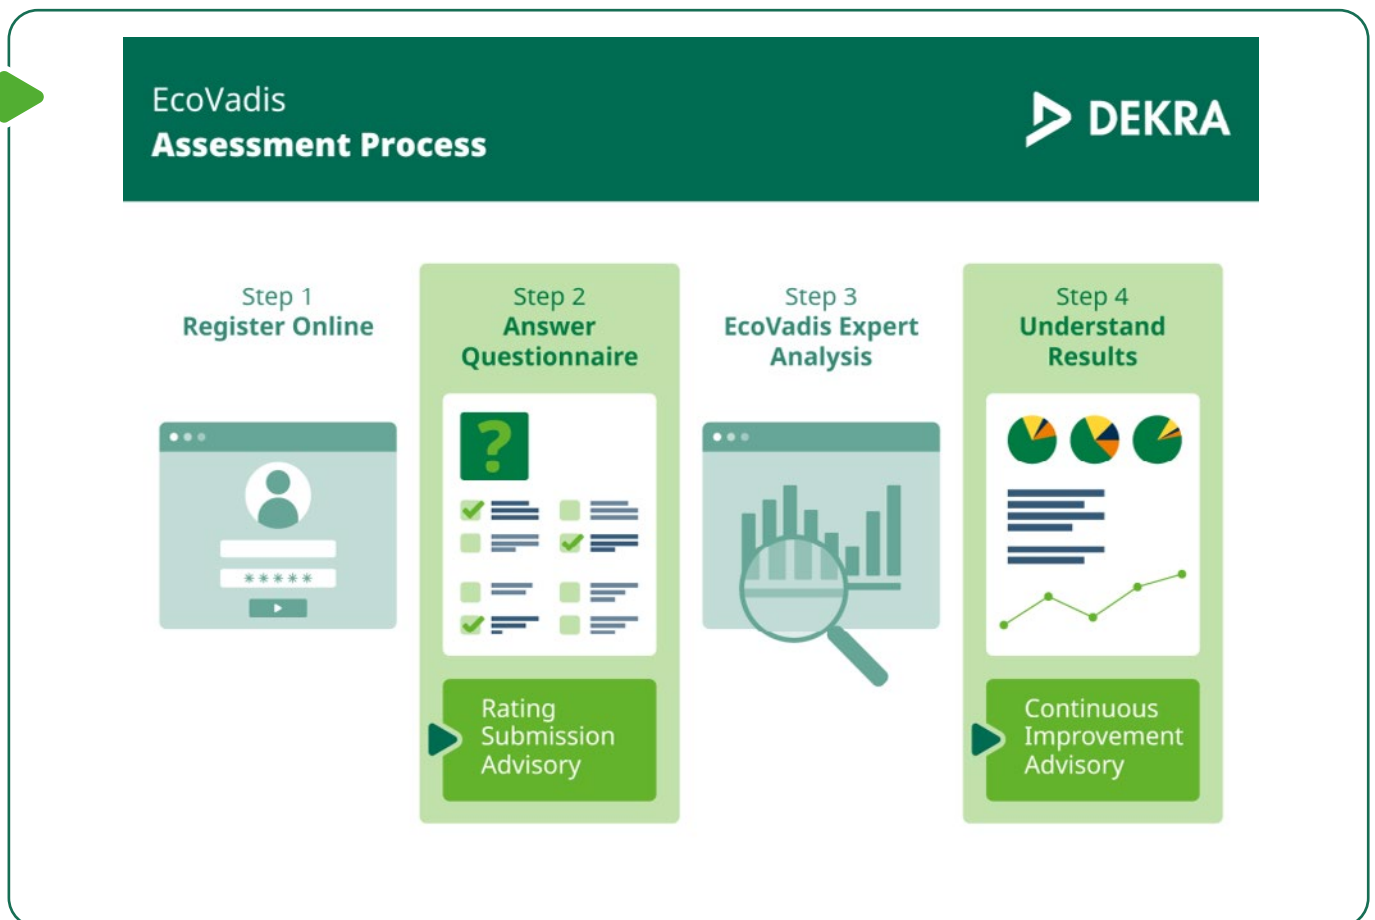 EcoVadis
Assessment Process
DEKRA
Step 1
Register Online
*****
Step 2
Answer
Questionnaire
?
Rating
Submission
Advisory
Step 3
EcoVadis Expert
Analysis
Step 4
Understand
Results
Continuous
Improvement
Advisory